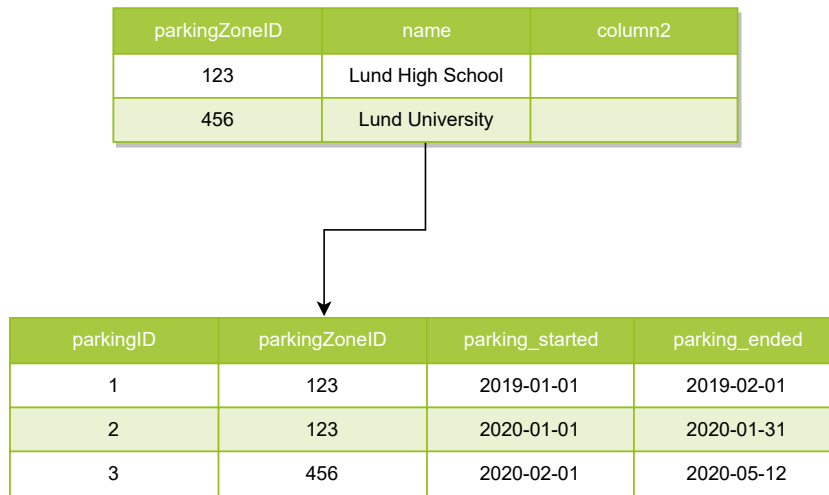 parkingZoneID name column2
123 Lund High School
456 Lund University
parkingID parkingZoneID parking_started parking_ended
1 123 2019-01-01 2019-02-01
2 123 2020-01-01 2020-01-31
3 456 2020-02-01 2020-05-12